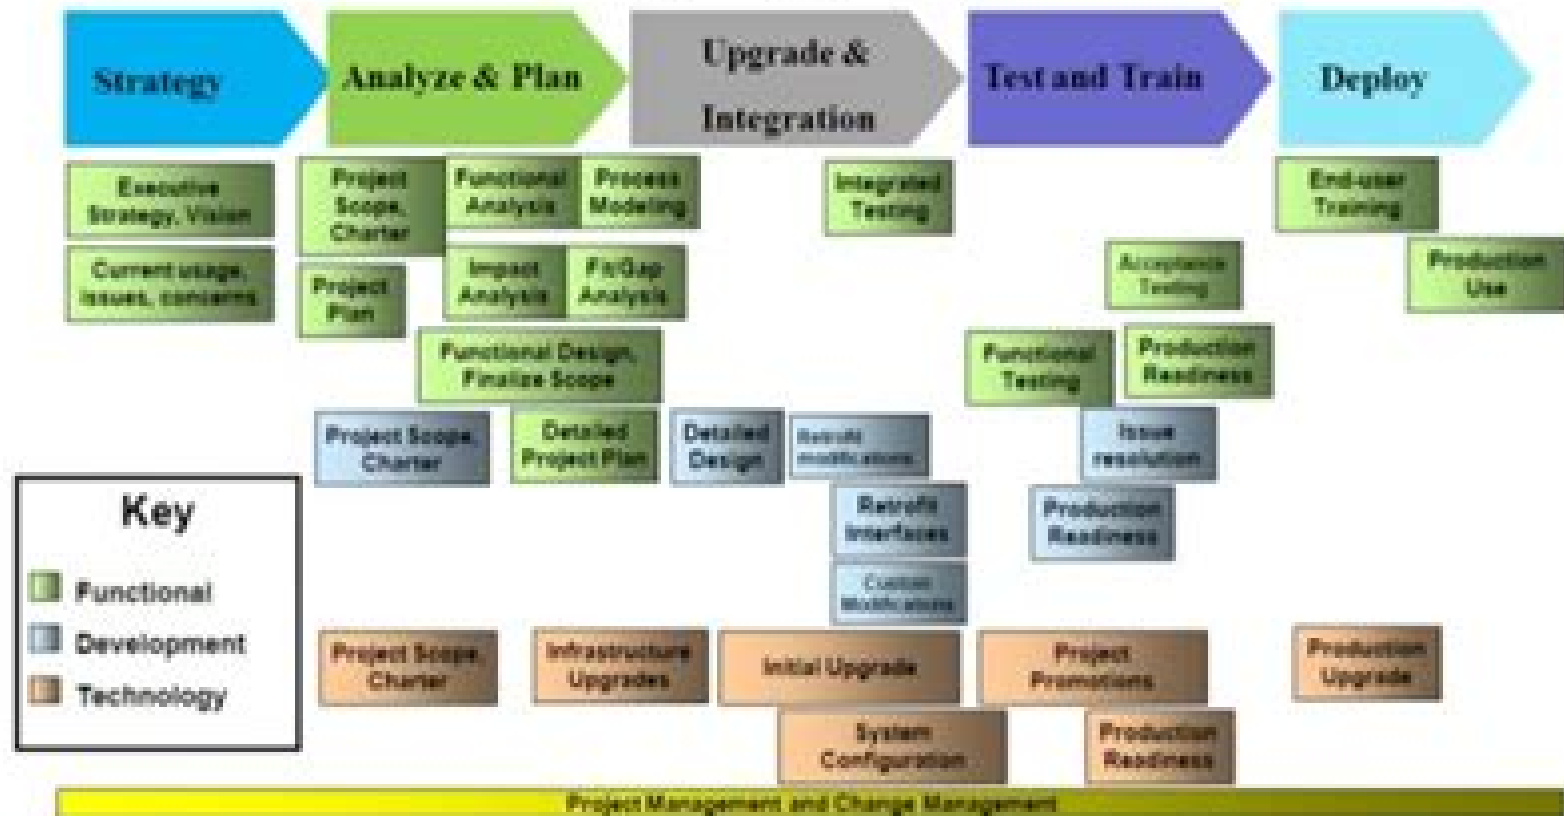 Strategy
Analyze & Plan
Upgrade &
Integration
Test and Train
Deploy
Executive
Strategy, Vision
Current usage,
issues, concerns
Project
Scope,
Charter
Functional
Analysis
Process
Modeling
Project
Plan
Impact
Analysis
Fit/Gap
Analysis
Functional Design,
Finalize Scope
Detailed
Project Plan
Integrated
Testing
Acceptance
Testing
Functional
Testing
Production
Readiness
End-user
Training
Production
Use
Project Scope,
Charter
Detailed
Design
Retrofit
modifications
Retrofit
Interfaces
Custom
Modifications
Issue
resolution
Production
Readiness
Project Scope,
Charter
Infrastructure
Upgrades
Initial Upgrade
System
Configuration
Project
Promotions
Production
Readiness
Production
Upgrade
Key
Functional
Development
Technology
Project Management and Change Management